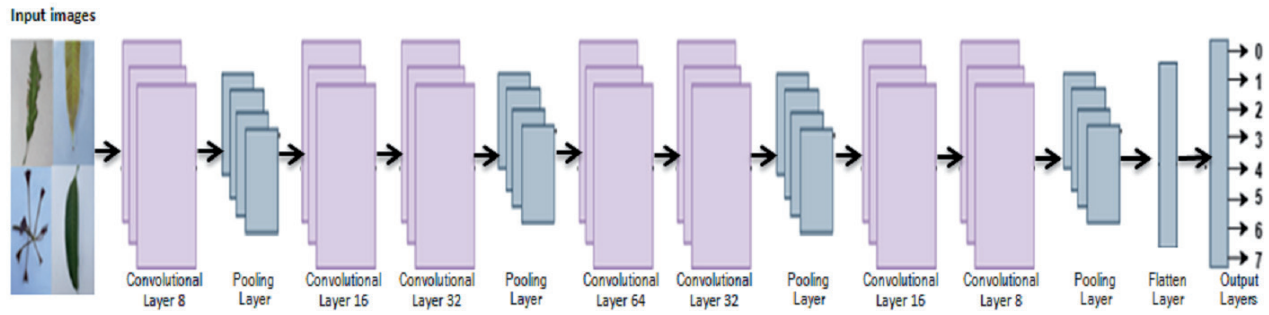 Input images
0
1
2
3
4
5
6
7
Convolutional
Layer 8
Pooling
Layer
Convolutional
Layer 16
Convolutional
Layer 32
Pooling
Layer
Convolutional
Layer 64
Convolutional
Layer 32
Pooling
Layer
Convolutional
Layer 16
Convolutional
Layer 8
Pooling
Layer
Flatten
Layer
Output
Layers